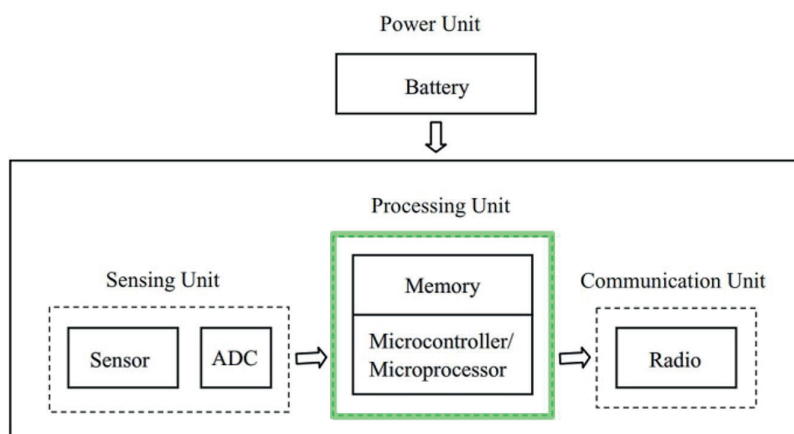 Power Unit
Battery
Processing Unit
Sensing Unit
Memory
Communication Unit
Sensor
ADC
Microcontroller/
Microprocessor
Radio